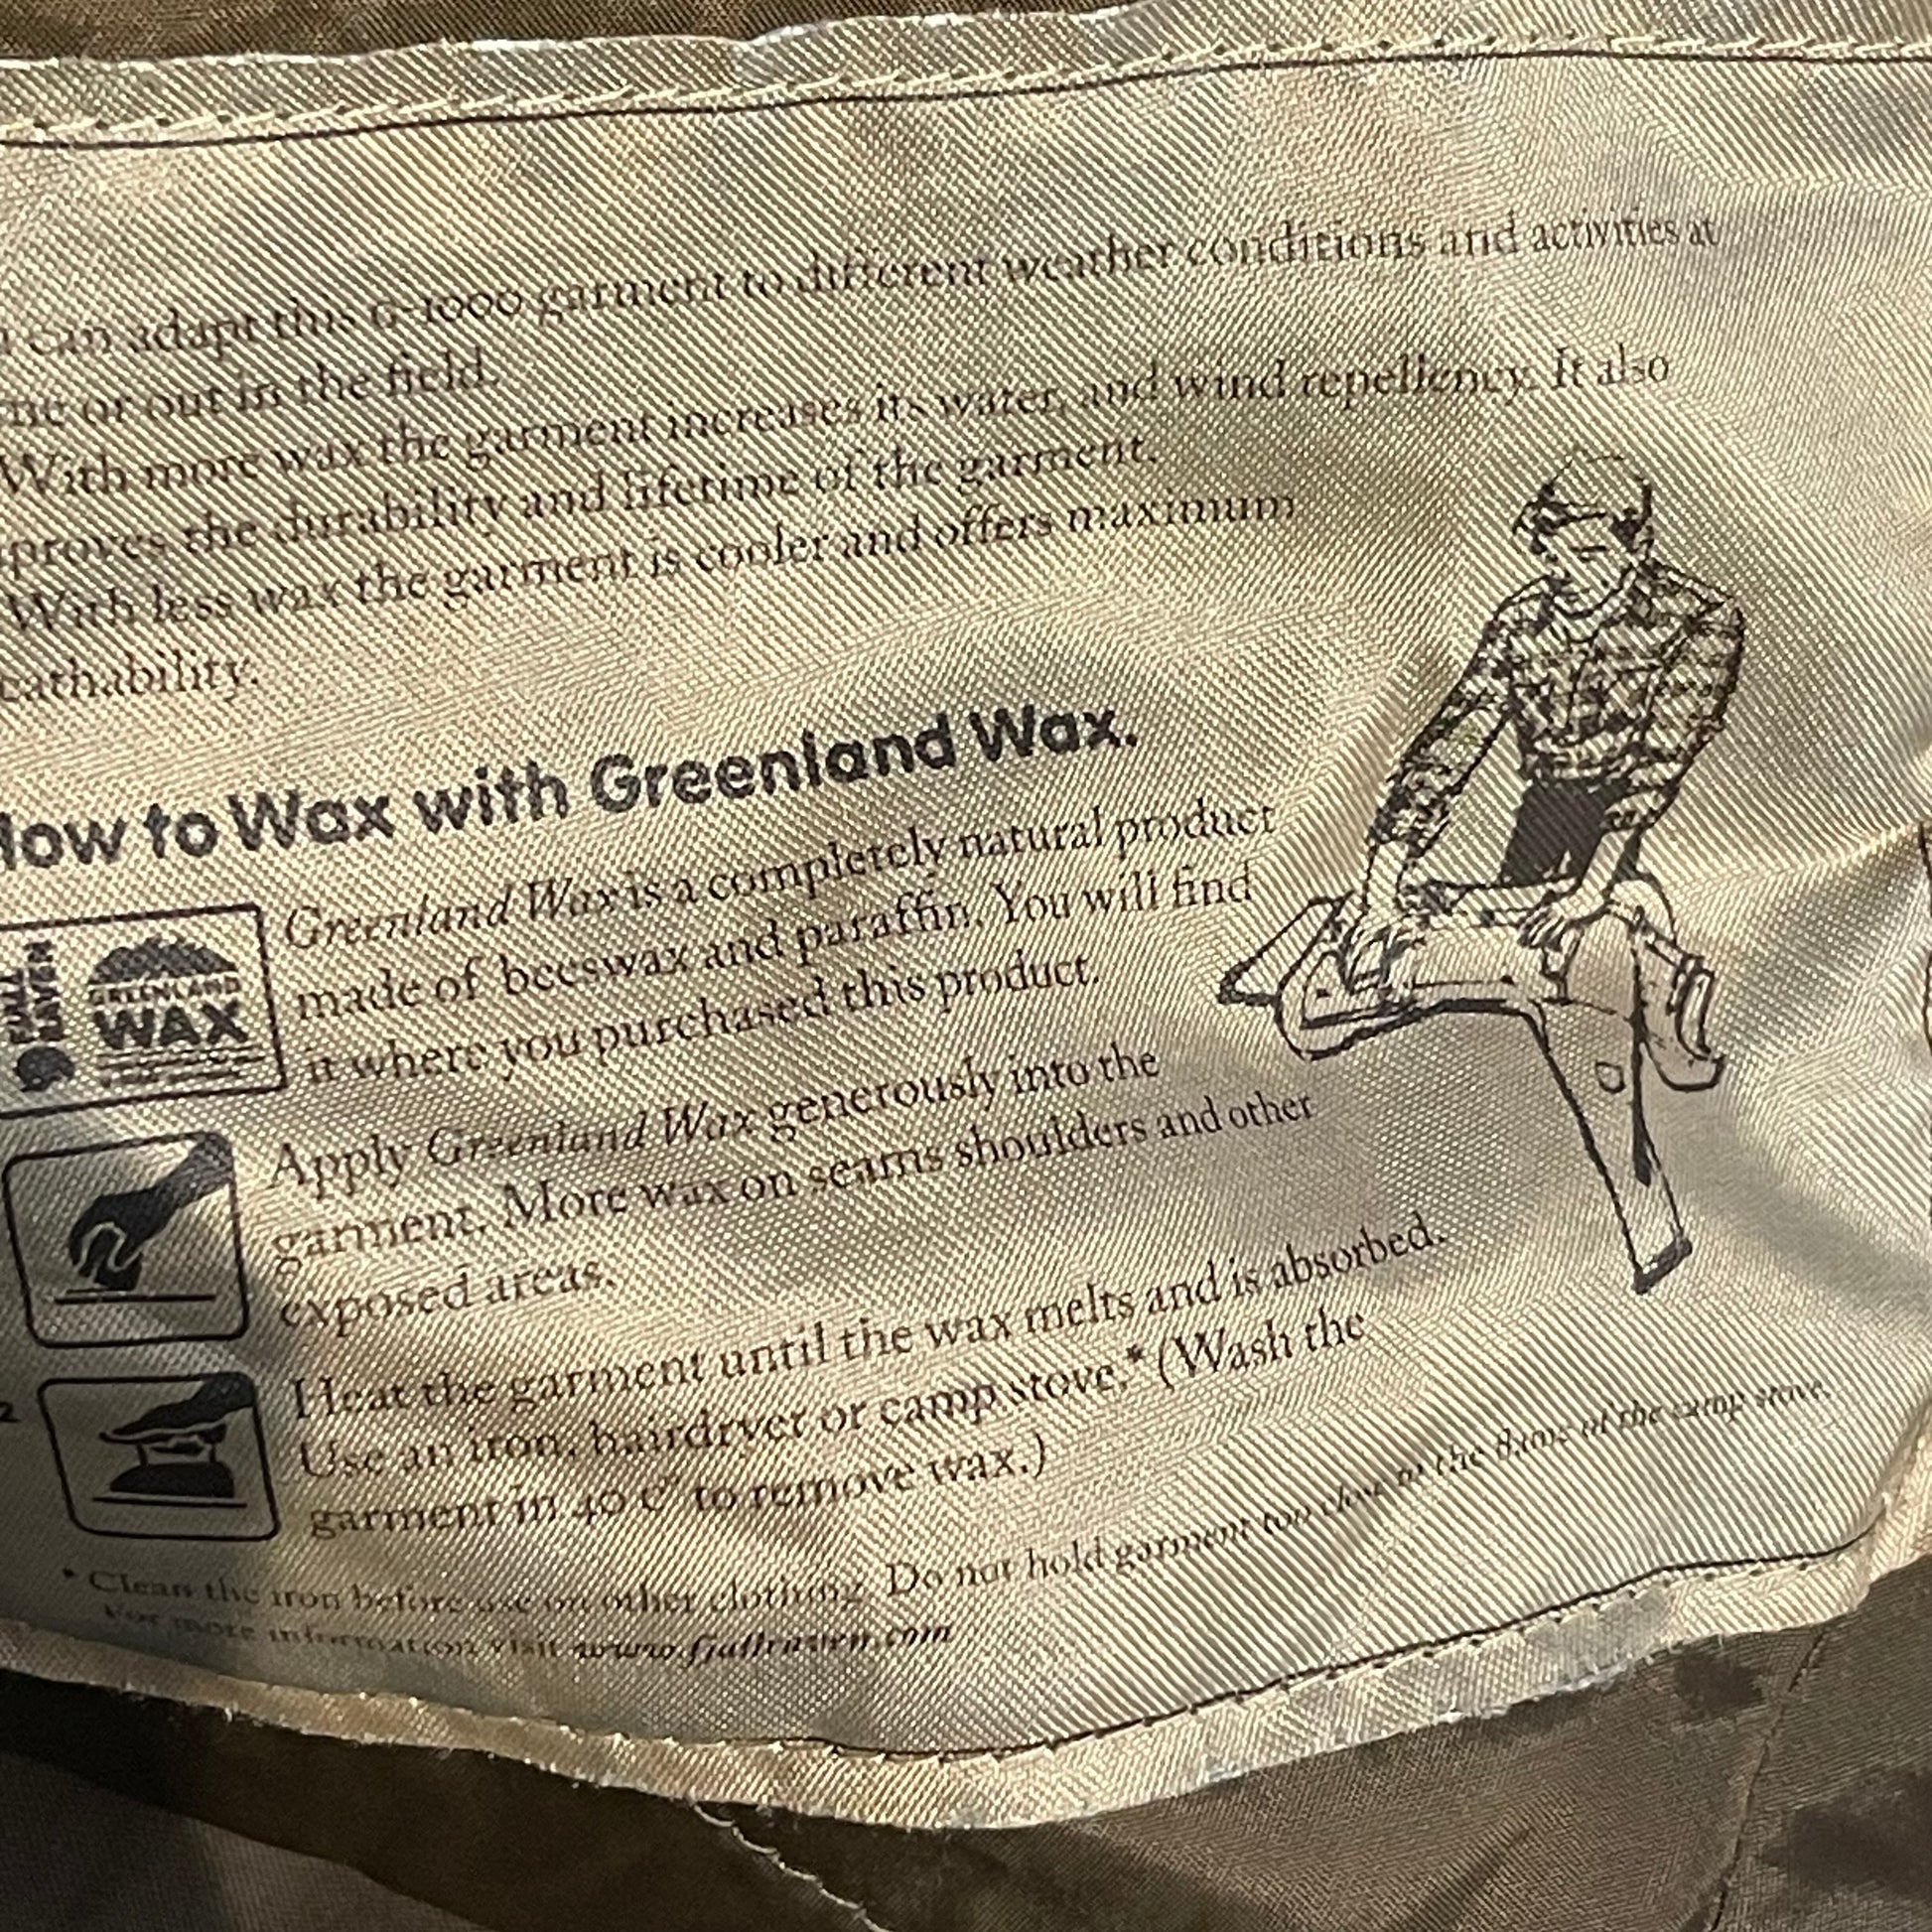 can adapt this G-1000 garment to different weather conditions and activities at
me or out in the field.
With more wax the garment increases its water, and wind repellency. It also
proves the durability and lifetime of the garment.
With less wax the garment is cooler and offers maximum
eathability.
How to Wax with Greenland Wax.
FJÄLL
RÄVEN
GREENLAND
WAX
Greenland Wax is a completely natural product
made of beeswax and paraffin. You will find
it where you purchased this product.
Apply Greenland Wax generously into the
garment. More wax on seams shoulders and other
exposed areas.
2
Heat the garment until the wax melts and is absorbed.
Use an iron, hairdryer or camp stove.* (Wash the
garment in 40 c° to remove wax.)
* Clean the iron before use on other clothing. Do not hold garment too close to the flame of the camp stove.
For more information visit www.fjallraven.com